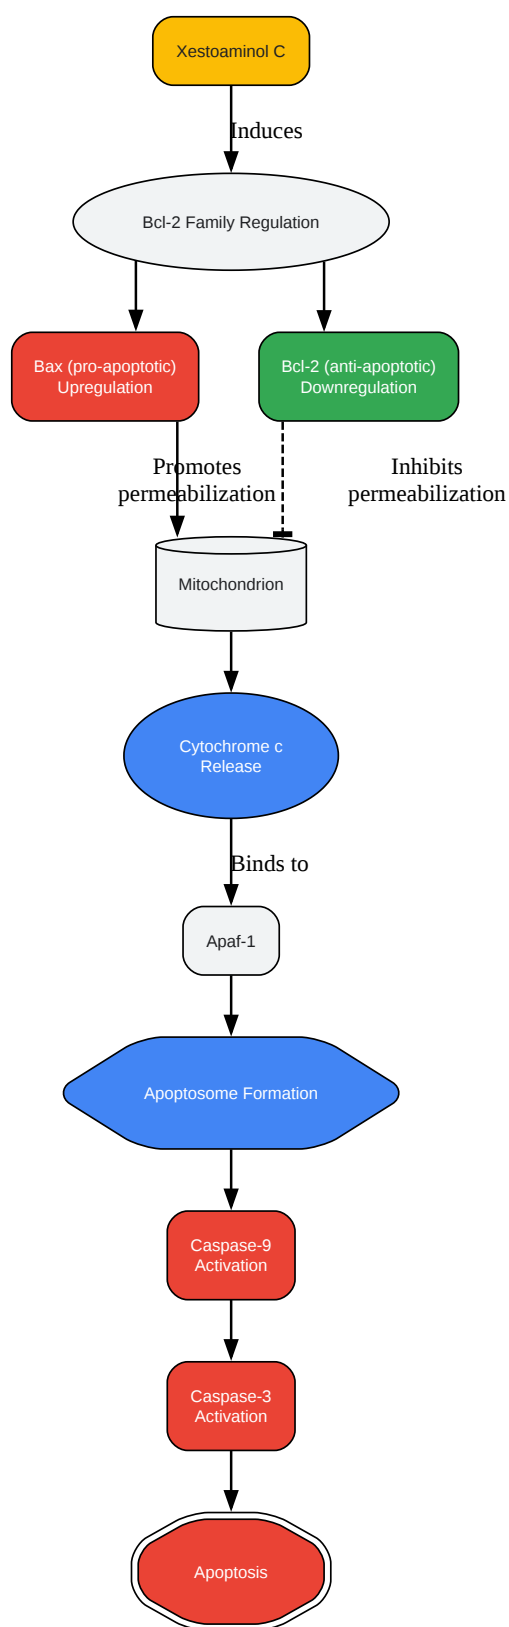 Xestoaminol C
Induces
Bcl-2 Family Regulation
Bax (pro-apoptotic)
Upregulation
Bcl-2 (anti-apoptotic)
Downregulation
Promotes
permeabilization
Inhibits
permeabilization
Mitochondrion
Cytochrome c
Release
Binds to
Apaf-1
Apoptosome Formation
Caspase-9
Activation
Caspase-3
Activation
Apoptosis